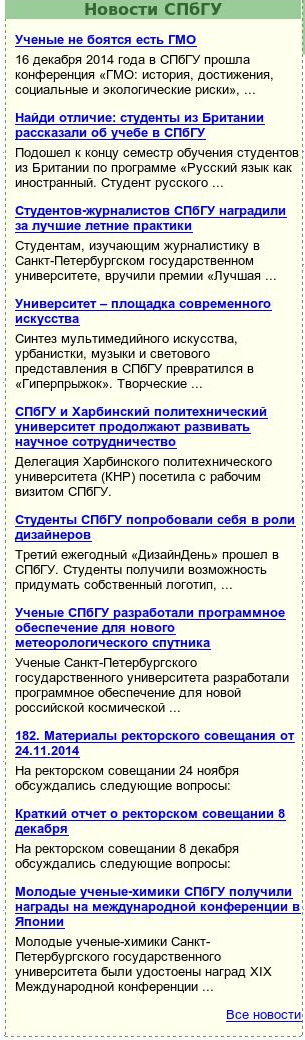 Новости СПбГУ
Ученые не боятся есть ГМО
16 декабря 2014 года в СПбГУ прошла
конференция «ГМО: история, достижения,
социальные и экологические риски», ...
Найди отличие: студенты из Британии
рассказали об учебе в СПбГУ
Подошел к концу семестр обучения студентов
из Британии по программе «Русский язык как
иностранный. Студент русского ...
Студентов-журналистов СПбГУ наградили
за лучшие летние практики
Студентам, изучающим журналистику в
Санкт-Петербургском государственном
университете, вручили премии «Лучшая ...
Университет – площадка современного
искусства
Синтез мультимедийного искусства,
урбанистки, музыки и светового
представления в СПбГУ превратился в
«Гиперпрыжок». Творческие ...
СПбГУ и Харбинский политехнический
университет продолжают развивать
научное сотрудничество
Делегация Харбинского политехнического
университета (КНР) посетила с рабочим
визитом СПбГУ.
Студенты СПбГУ попробовали себя в роли
дизайнеров
Третий ежегодный «ДизайнДень» прошел в
СПбГУ. Студенты получили возможность
придумать собственный логотип, ...
Ученые СПбГУ разработали программное
обеспечение для нового
метеорологического спутника
Ученые Санкт-Петербургского
государственного университета разработали
программное обеспечение для новой
российской космической ...
182. Материалы ректорского совещания от
24.11.2014
На ректорском совещании 24 ноября
обсуждались следующие вопросы:
Краткий отчет о ректорском совещании 8
декабря
На ректорском совещании 8 декабря
обсуждались следующие вопросы:
Молодые ученые-химики СПбГУ получили
награды на международной конференции в
Японии
Молодые ученые-химики Санкт-
Петербургского государственного
университета были удостоены наград XIX
Международной конференции ...
Все новости